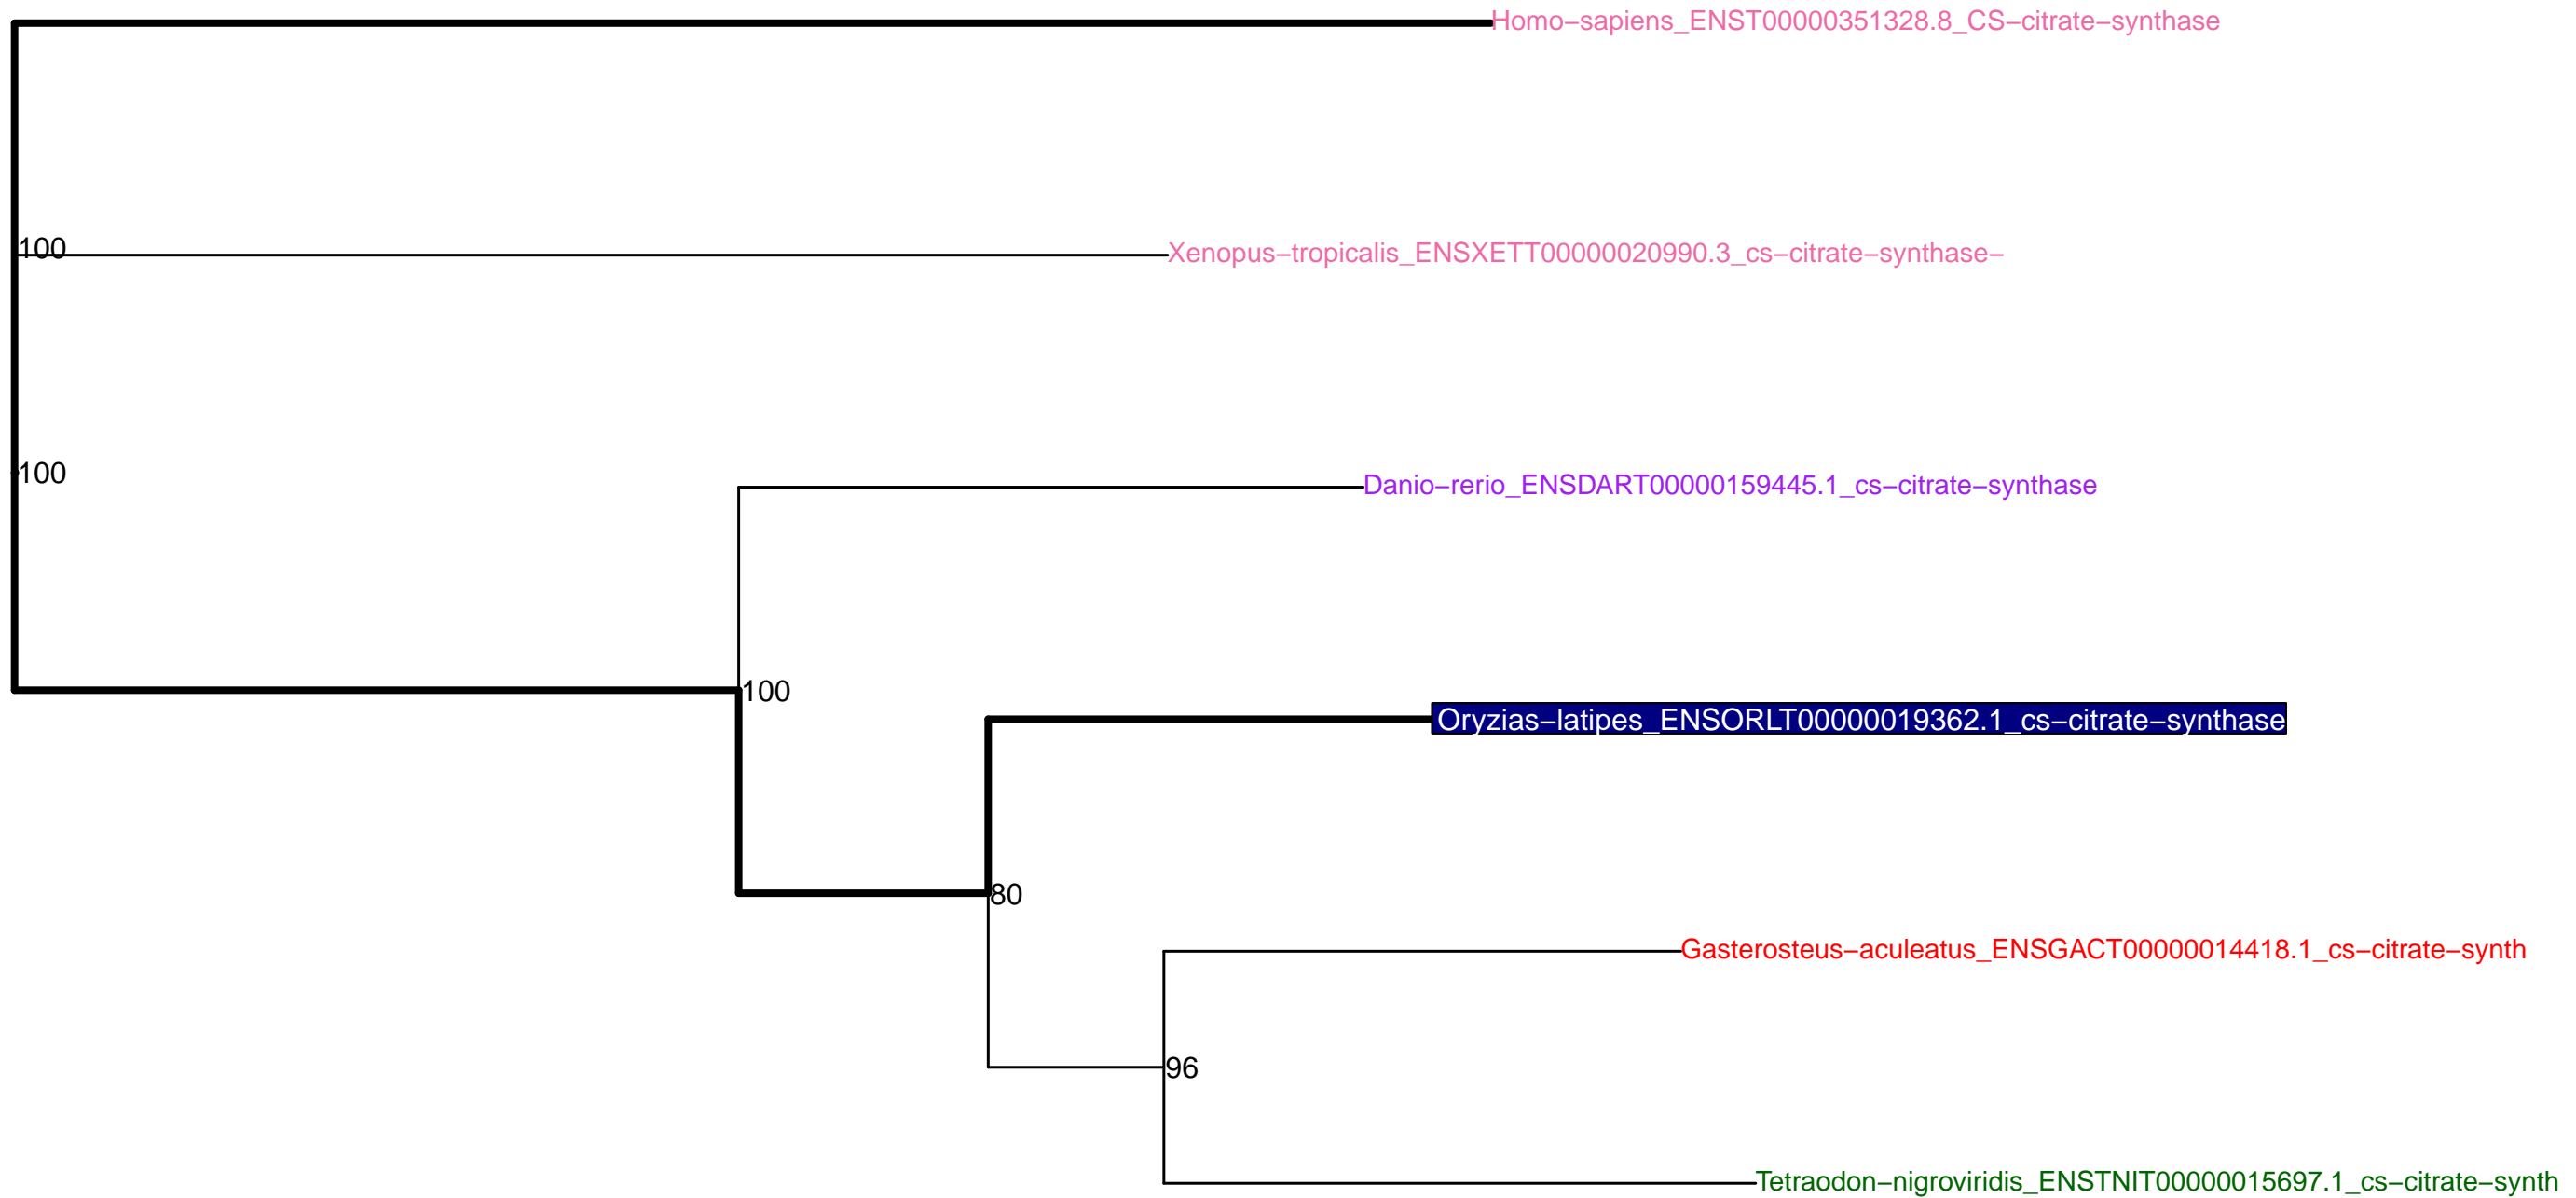 Homo−sapiens_ENST00000351328.8_CS−citrate−synthase
100
Xenopus−tropicalis_ENSXETT00000020990.3_cs−citrate−synthase−
100
Danio−rerio_ENSDART00000159445.1_cs−citrate−synthase
100
Oryzias−latipes_ENSORLT00000019362.1_cs−citrate−synthase
80
Gasterosteus−aculeatus_ENSGACT00000014418.1_cs−citrate−synth
96
Tetraodon−nigroviridis_ENSTNIT00000015697.1_cs−citrate−synth